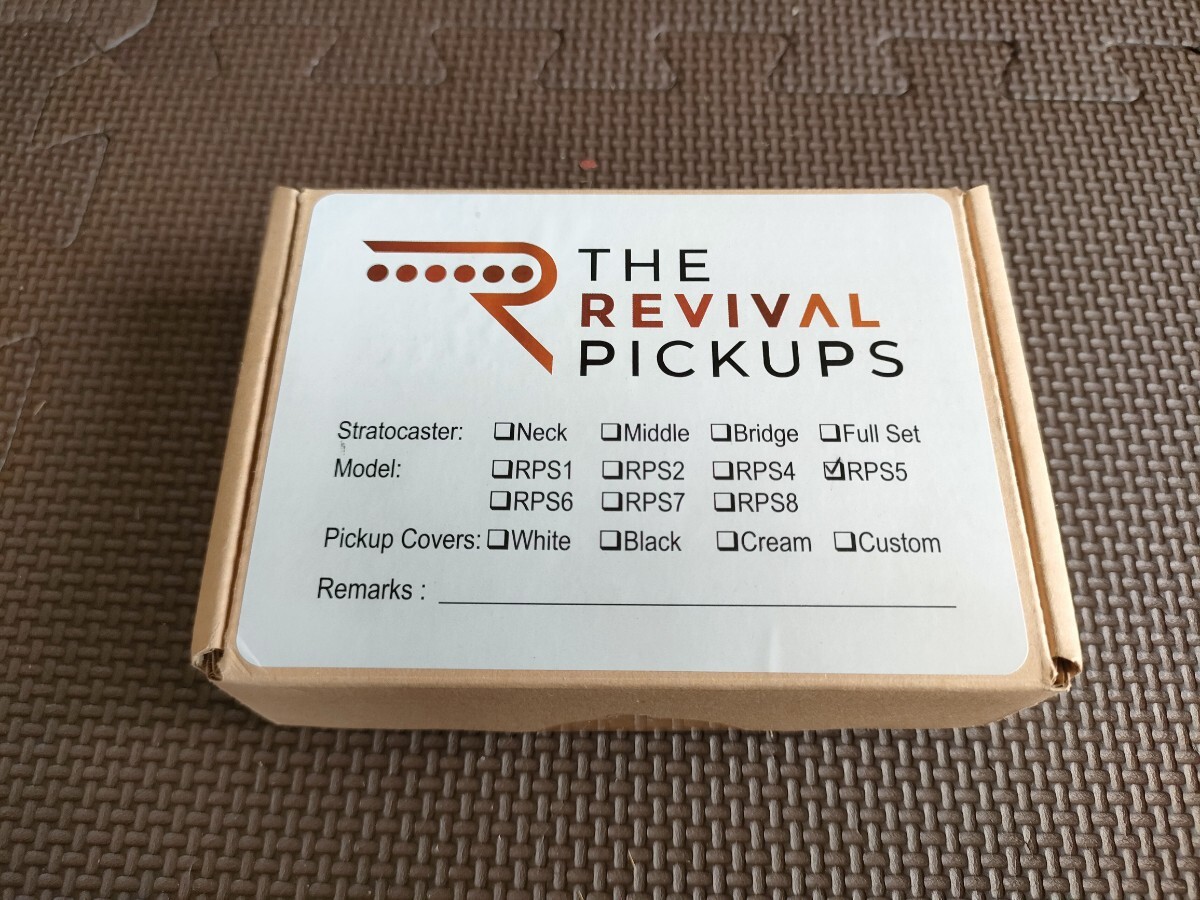 THE
REVIVAL
PICKUPS
Stratocaster: ❏Neck ❏Middle ❏Bridge ❏Full Set
Model: ❏RPS1 ❏RPS2 ❏RPS4 ☑RPS5
❏RPS6 ❏RPS7 ❏RPS8
Pickup Covers: ❏White ❏Black ❏Cream ❏Custom
Remarks :